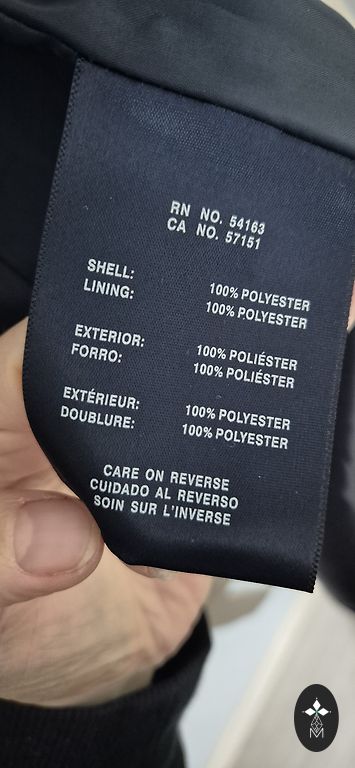 RN NO. 54163
CA NO. 57151
SHELL: 100% POLYESTER
LINING: 100% POLYESTER
EXTERIOR: 100% POLIÉSTER
FORRO: 100% POLIÉSTER
EXTÉRIEUR: 100% POLYESTER
DOUBLURE: 100% POLYESTER
CARE ON REVERSE
CUIDADO AL REVERSO
SOIN SUR L'INVERSE
M